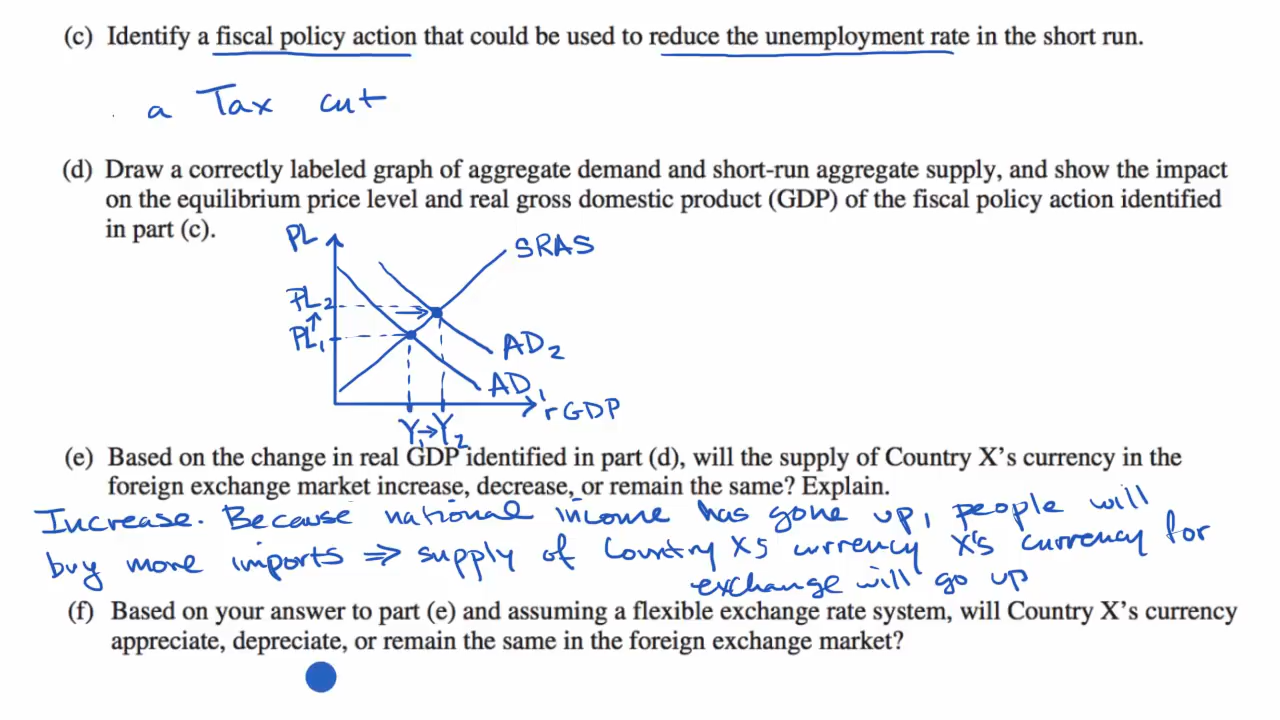 (c) Identify a fiscal policy action that could be used to reduce the unemployment rate in the short run.
a Tax cut
(d) Draw a correctly labeled graph of aggregate demand and short-run aggregate supply, and show the impact
on the equilibrium price level and real gross domestic product (GDP) of the fiscal policy action identified
in part (c).
PL
SRAS
PL₂
PL₁
AD₂
AD₁
rGDP
Y₁→Y₂
(e) Based on the change in real GDP identified in part (d), will the supply of Country X's currency in the
foreign exchange market increase, decrease, or remain the same? Explain.
Increase. Because national income has gone up, people will
buy more imports ⇒ supply of Country Xs currency X's currency for
exchange will go up
(f) Based on your answer to part (e) and assuming a flexible exchange rate system, will Country X's currency
appreciate, depreciate, or remain the same in the foreign exchange market?